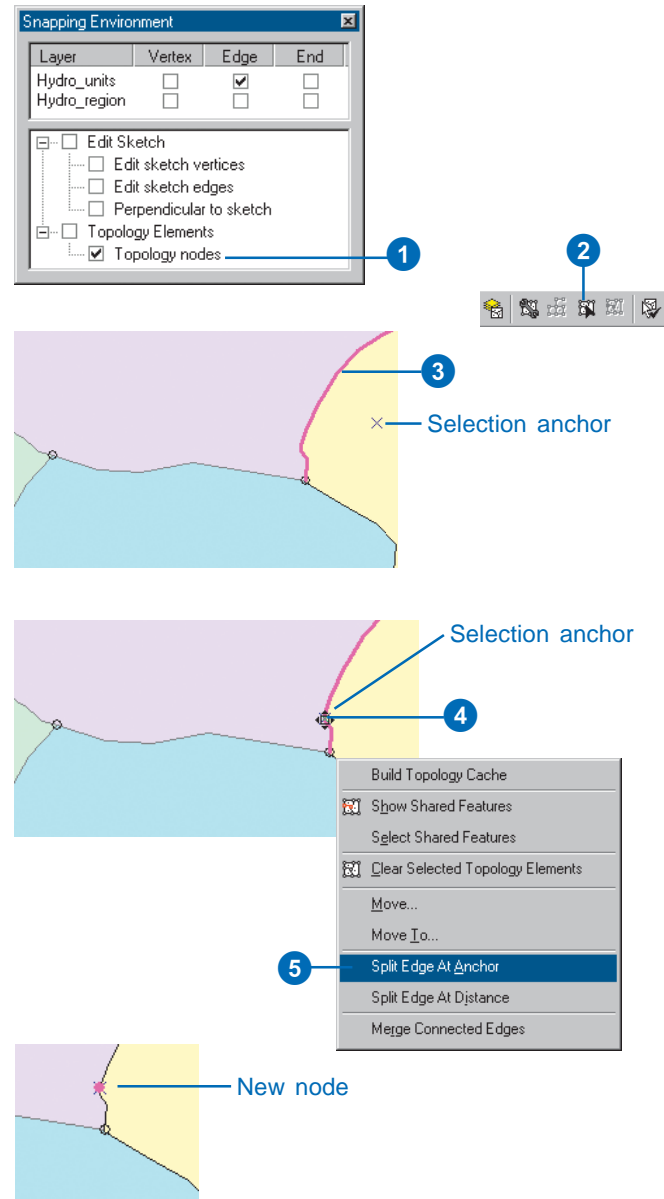 Snapping Environment
Layer Vertex Edge End
Hydro_units
Hydro_region
Edit Sketch
Edit sketch vertices
Edit sketch edges
Perpendicular to sketch
Topology Elements
Topology nodes
1
2
3
Selection anchor
Selection anchor
4
Build Topology Cache
Show Shared Features
Select Shared Features
Clear Selected Topology Elements
Move...
Move To...
5
Split Edge At Anchor
Split Edge At Distance
Merge Connected Edges
New node